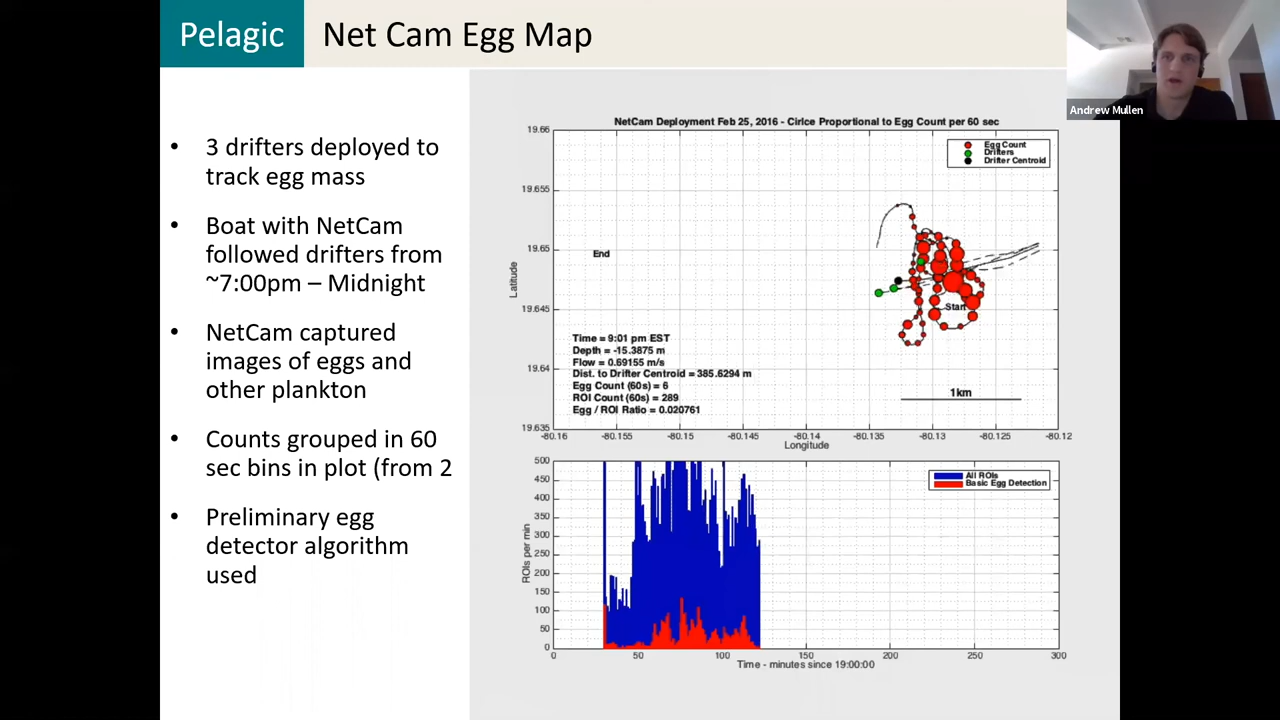 Pelagic
Net Cam Egg Map
Andrew Mullen
• 3 drifters deployed to
track egg mass
• Boat with NetCam
followed drifters from
~7:00pm – Midnight
• NetCam captured
images of eggs and
other plankton
• Counts grouped in 60
sec bins in plot (from 2
• Preliminary egg
detector algorithm
used
NetCam Deployment Feb 25, 2016 - Cirlce Proportional to Egg Count per 60 sec
Egg Count
Drifters
Drifter Centroid
19.66
19.655
19.65
19.645
19.64
19.635
Latitude
End
Start
Time = 9:01 pm EST
Depth = -15.3875 m
Flow = 0.69155 m/s
Dist. to Drifter Centroid = 385.6294 m
Egg Count (60s) = 6
ROI Count (60s) = 289
Egg / ROI Ratio = 0.020761
1km
-80.16 -80.155 -80.15 -80.145 -80.14 -80.135 -80.13 -80.125 -80.12
Longitude
500
450
400
350
300
250
200
150
100
50
0
ROIs per min
All ROIs
Basic Egg Detection
0 50 100 150 200 250 300
Time - minutes since 19:00:00